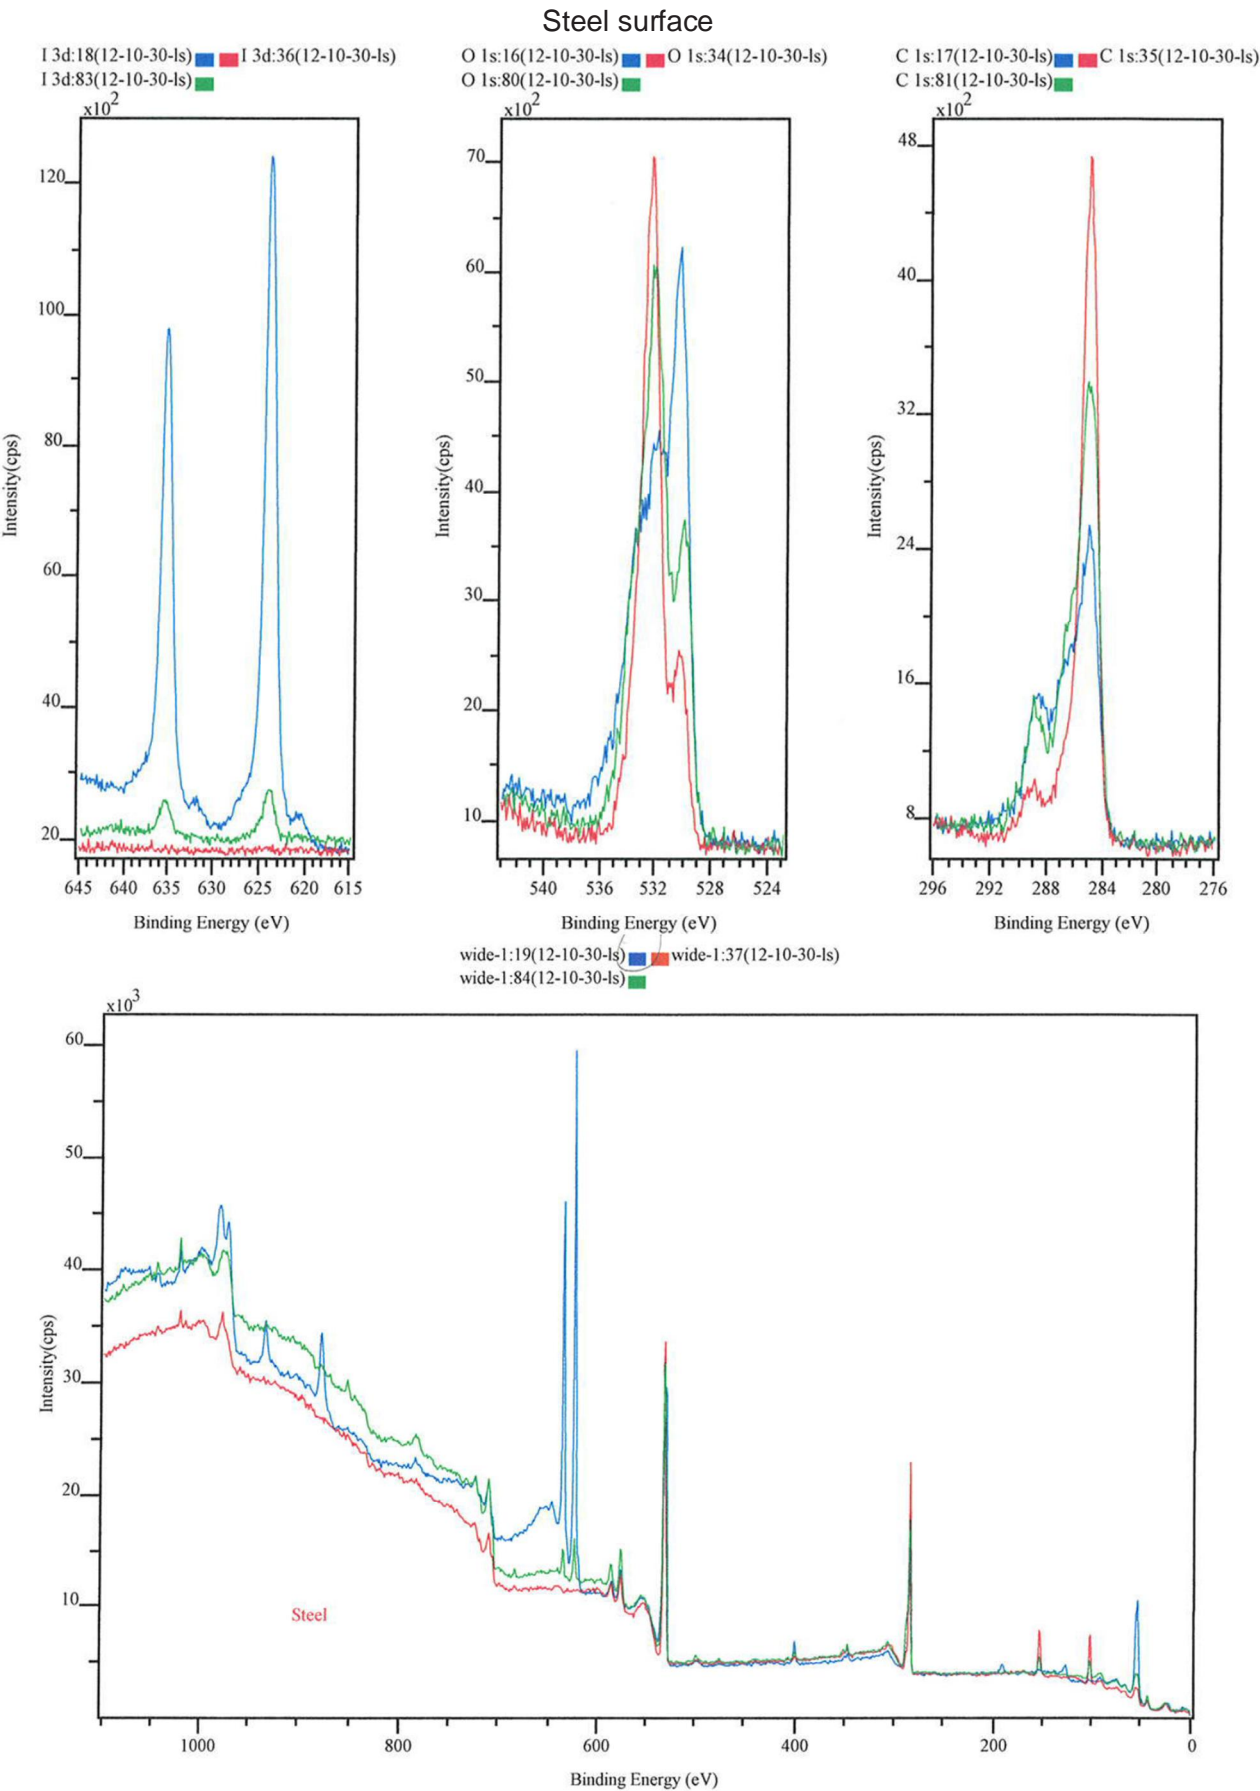 Steel surface
I 3d:18(12-10-30-ls) I 3d:36(12-10-30-ls)
I 3d:83(12-10-30-ls)
O 1s:16(12-10-30-ls) O 1s:34(12-10-30-ls)
O 1s:80(12-10-30-ls)
C 1s:17(12-10-30-ls) C 1s:35(12-10-30-ls)
C 1s:81(12-10-30-ls)
x10²
120
100
80
60
40
20
Intensity(cps)
645 640 635 630 625 620 615
Binding Energy (eV)
x10²
70
60
50
40
30
20
10
Intensity(cps)
540 536 532 528 524
Binding Energy (eV)
x10²
48
40
32
24
16
8
Intensity(cps)
296 292 288 284 280 276
Binding Energy (eV)
wide-1:19(12-10-30-ls) wide-1:37(12-10-30-ls)
wide-1:84(12-10-30-ls)
x10³
60
50
40
30
20
10
Intensity(cps)
Steel
1000 800 600 400 200 0
Binding Energy (eV)